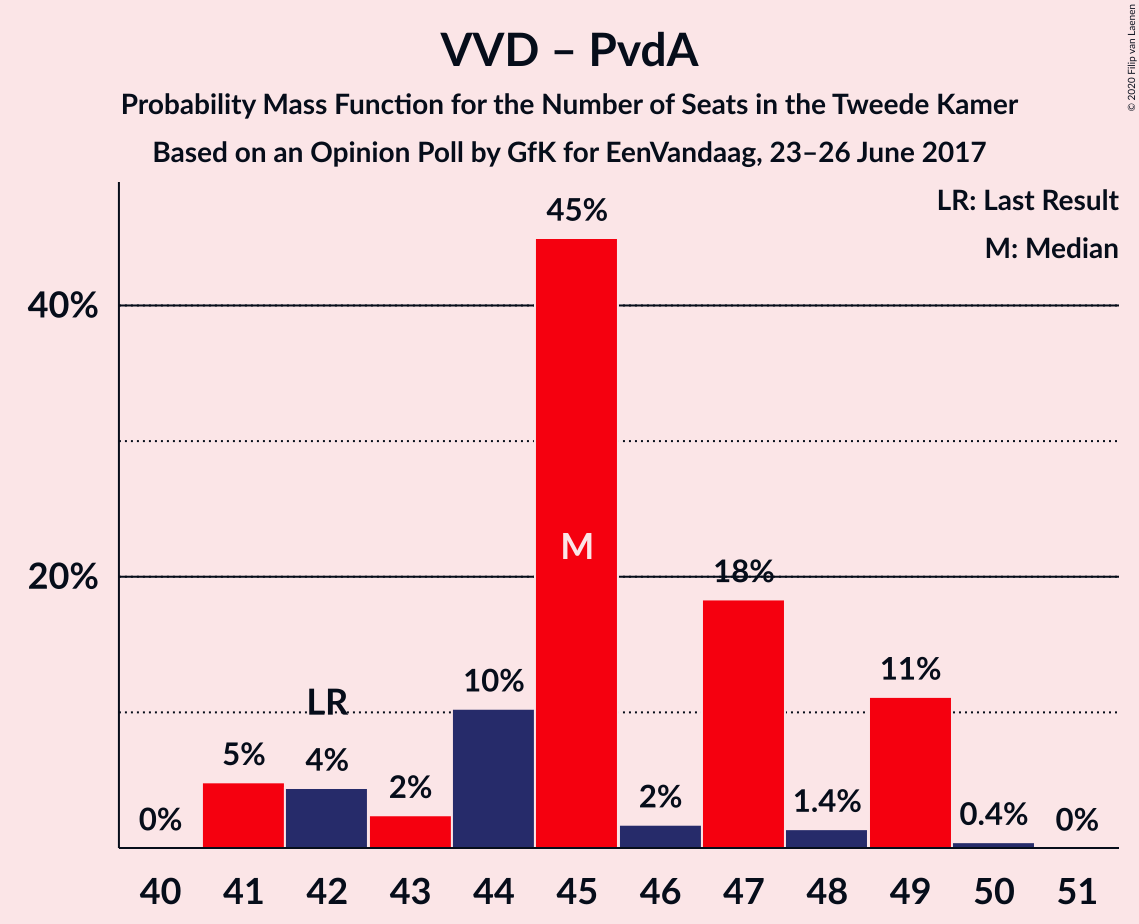 VVD – PvdA
Probability Mass Function for the Number of Seats in the Tweede Kamer
Based on an Opinion Poll by GfK for EenVandaag, 23–26 June 2017
© 2020 Filip van Laenen
LR: Last Result
M: Median
40%
20%
0%
5%
LR
4%
2%
10%
45%
M
2%
18%
1.4%
11%
0.4%
0%
40 41 42 43 44 45 46 47 48 49 50 51